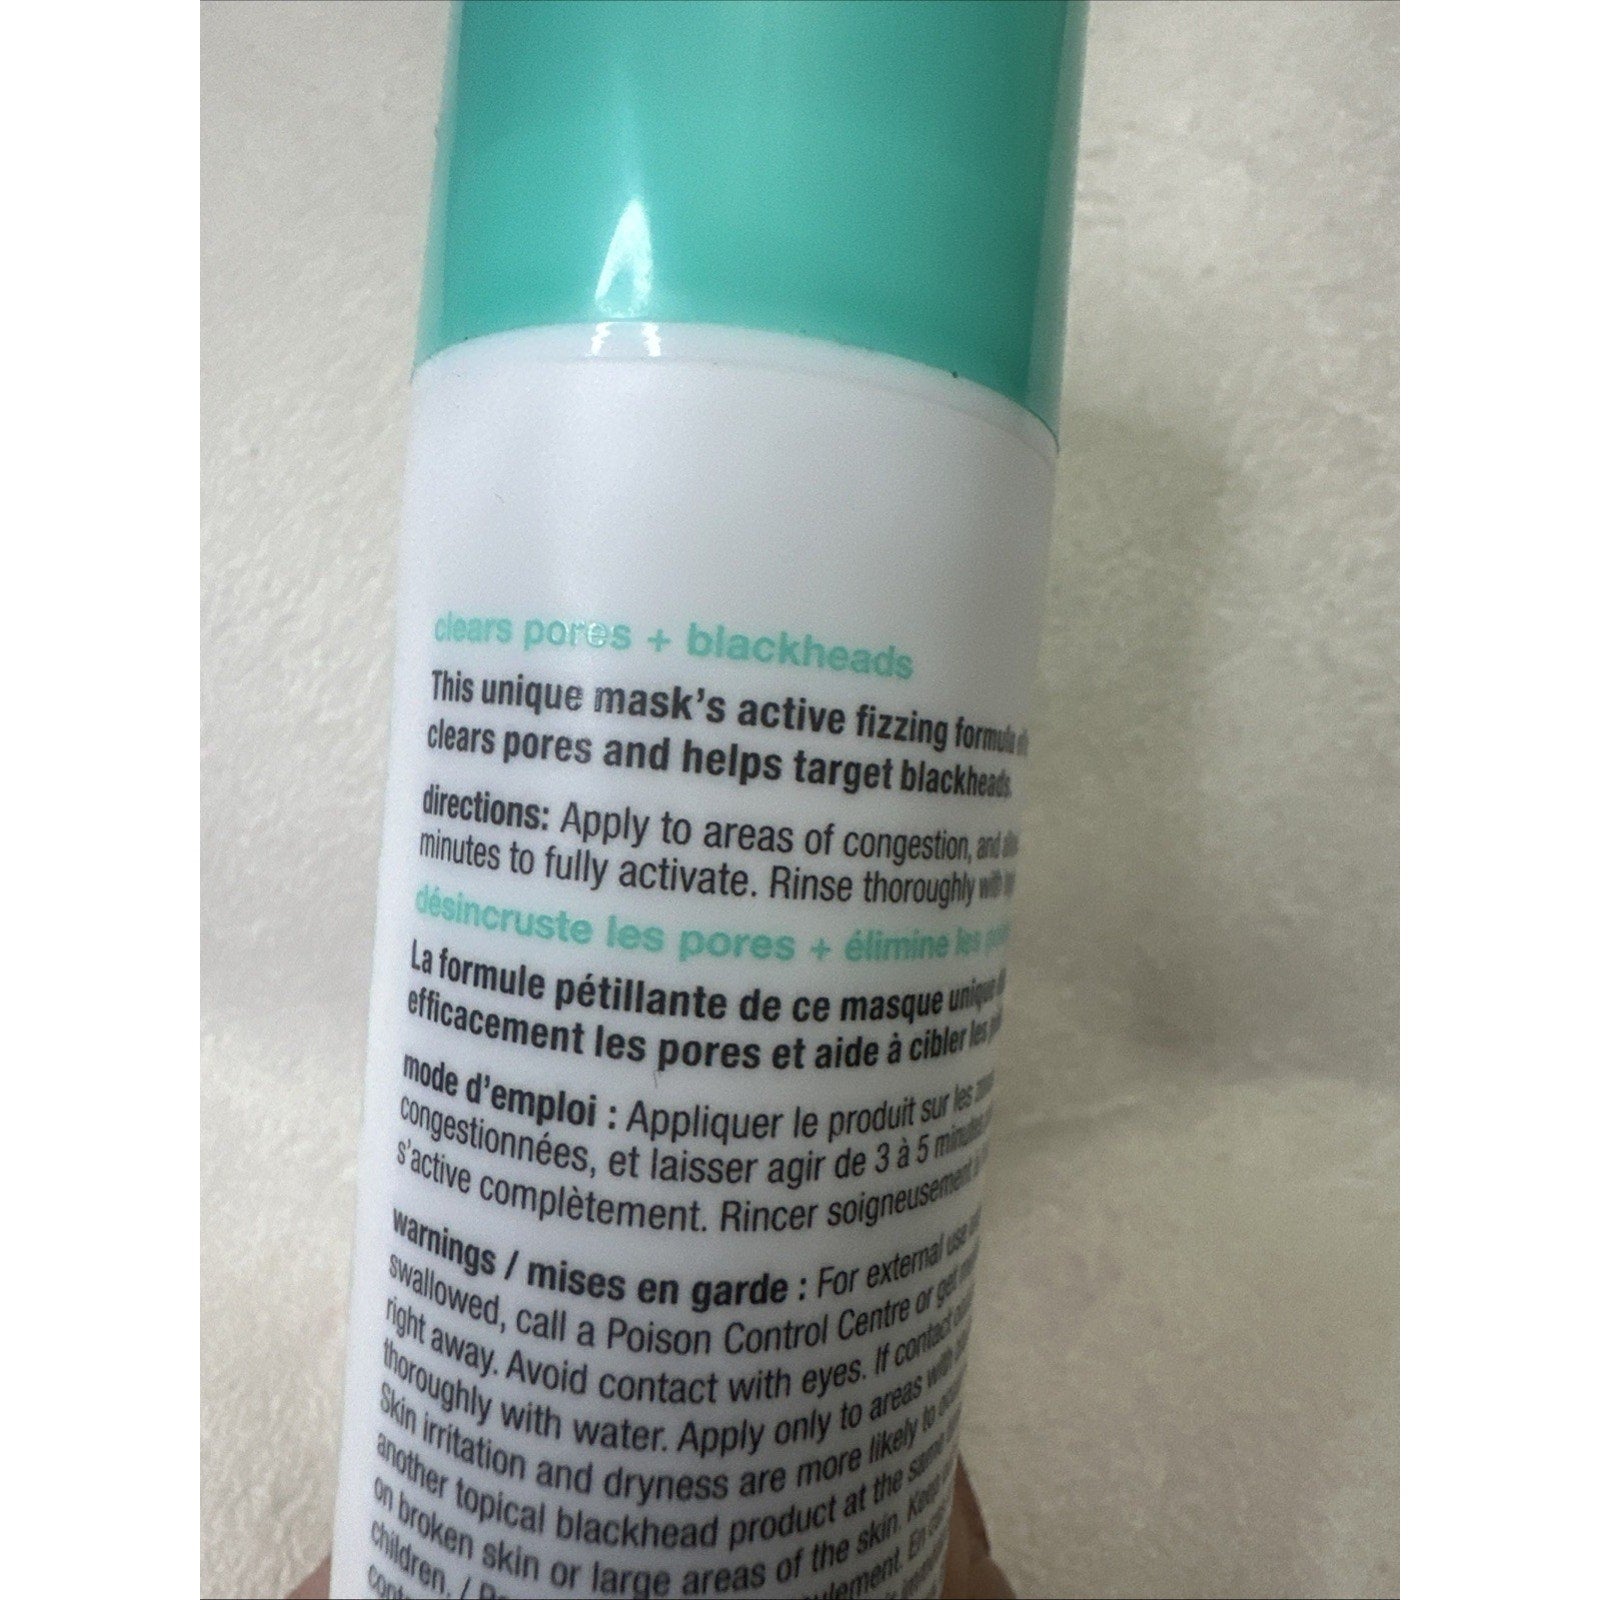 clears pores + blackheads
This unique mask's active fizzing formula
clears pores and helps target blackheads.
directions: Apply to areas of congestion, and
minutes to fully activate. Rinse thoroughly with
désincruste les pores + élimine les
La formule pétillante de ce masque unique
efficacement les pores et aide à cibler les
mode d'emploi : Appliquer le produit sur les
congestionnées, et laisser agir de 3 à 5 minutes
s'active complètement. Rincer soigneusement
warnings / mises en garde : For external use
swallowed, call a Poison Control Centre or get
right away. Avoid contact with eyes. If contact
thoroughly with water. Apply only to areas with
Skin irritation and dryness are more likely to
another topical blackhead product at the same
on broken skin or large areas of the skin. Keep
children. /